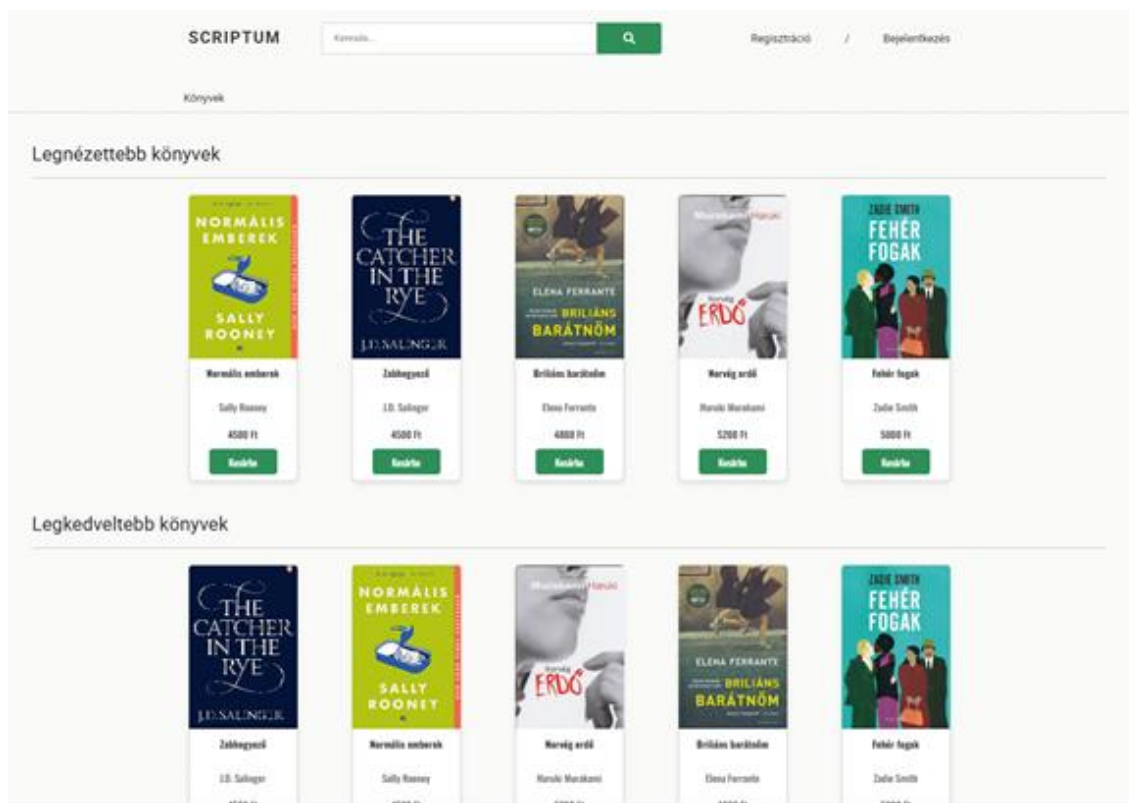 SCRIPTUM
Keresés...
Regisztráció / Bejelentkezés
Könyvek
Legnézettebb könyvek
NORMÁLIS
EMBEREK
SALLY
ROONEY
Normális emberek
Sally Rooney
4500 Ft
Kosárba
THE
CATCHER
IN THE
RYE
J.D. SALINGER
Zabhegyező
J.D. Salinger
4500 Ft
Kosárba
ELENA FERRANTE
BRILIÁNS
BARÁTNŐM
Briliáns barátnőm
Elena Ferrante
4800 Ft
Kosárba
Murakami Haruki
Norvég
ERDŐ
Norvég erdő
Haruki Murakami
5200 Ft
Kosárba
ZADIE SMITH
FEHÉR
FOGAK
Fehér fogak
Zadie Smith
5000 Ft
Kosárba
Legkedveltebb könyvek
THE
CATCHER
IN THE
RYE
J.D. SALINGER
Zabhegyező
J.D. Salinger
NORMÁLIS
EMBEREK
SALLY
ROONEY
Normális emberek
Sally Rooney
Murakami Haruki
Norvég
ERDŐ
Norvég erdő
Haruki Murakami
ELENA FERRANTE
BRILIÁNS
BARÁTNŐM
Briliáns barátnőm
Elena Ferrante
ZADIE SMITH
FEHÉR
FOGAK
Fehér fogak
Zadie Smith